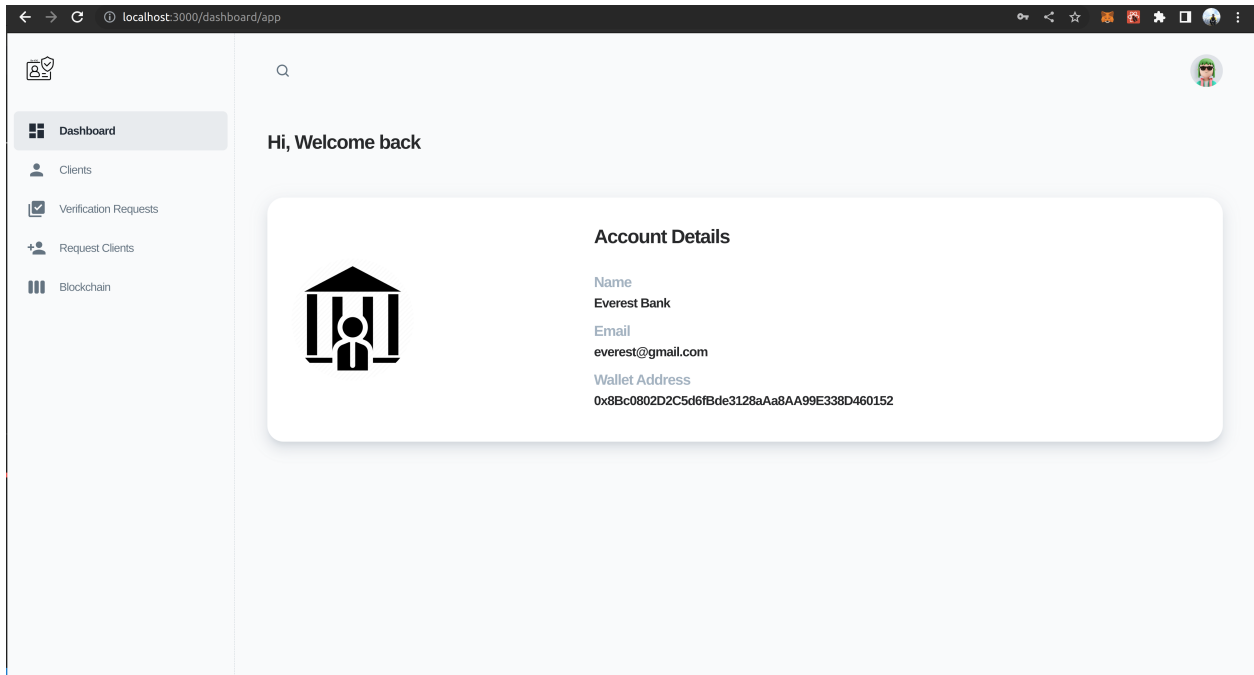 localhost:3000/dashboard/app
Dashboard
Clients
Verification Requests
Request Clients
Blockchain
Hi, Welcome back
Account Details
Name
Everest Bank
Email
everest@gmail.com
Wallet Address
0x8Bc0802D2C5d6fBde3128aAa8AA99E338D460152